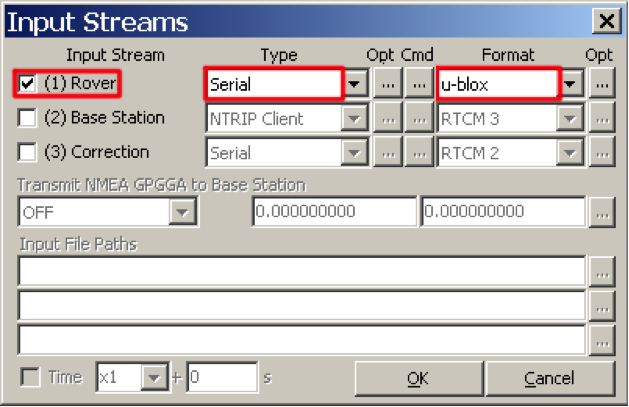 Input Streams
Input Stream Type Opt Cmd Format Opt
(1) Rover Serial ... ... u-blox ...
(2) Base Station NTRIP Client ... ... RTCM 3 ...
(3) Correction Serial ... ... RTCM 2 ...
Transmit NMEA GPGGA to Base Station
OFF 0.000000000 0.000000000 ...
Input File Paths
...
...
...
Time x1 + 0 s OK Cancel